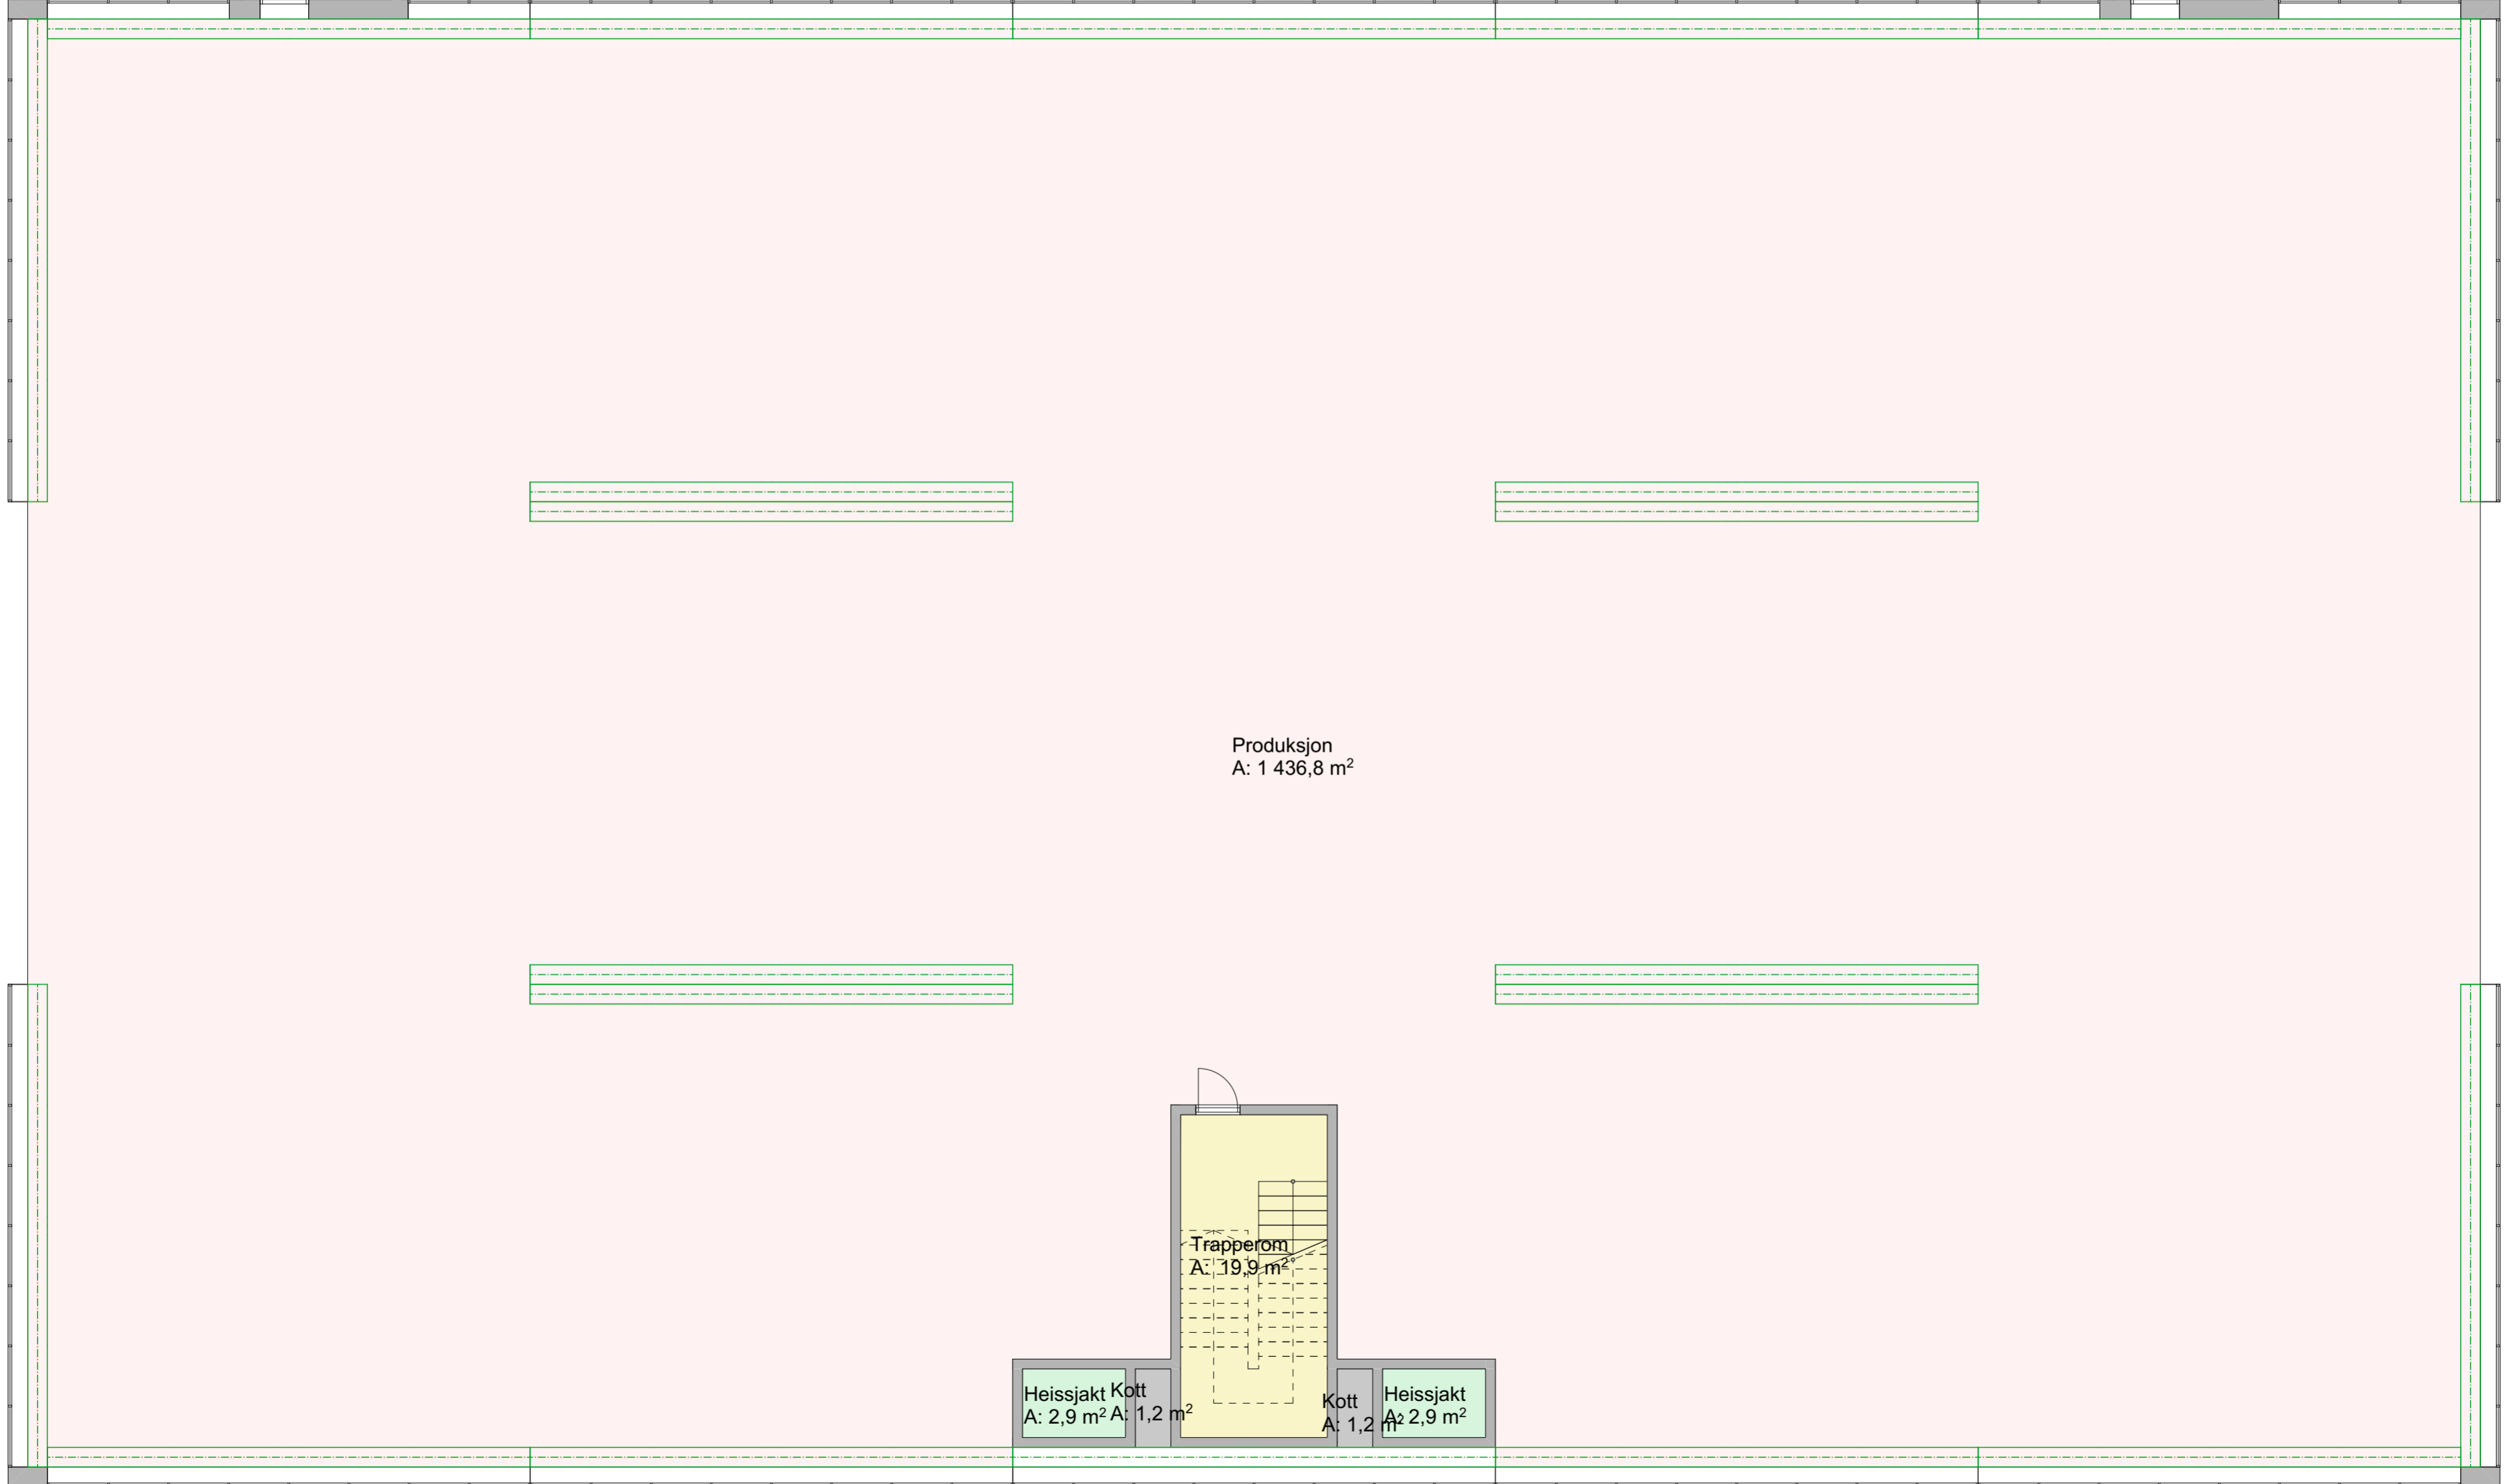 Produksjon
A: 1 436,8 m²
Trapperom
A: 19,9 m²
Heissjakt
A: 2,9 m²
Kott
A: 1,2 m²
Kott
A: 1,2 m²
Heissjakt
A: 2,9 m²